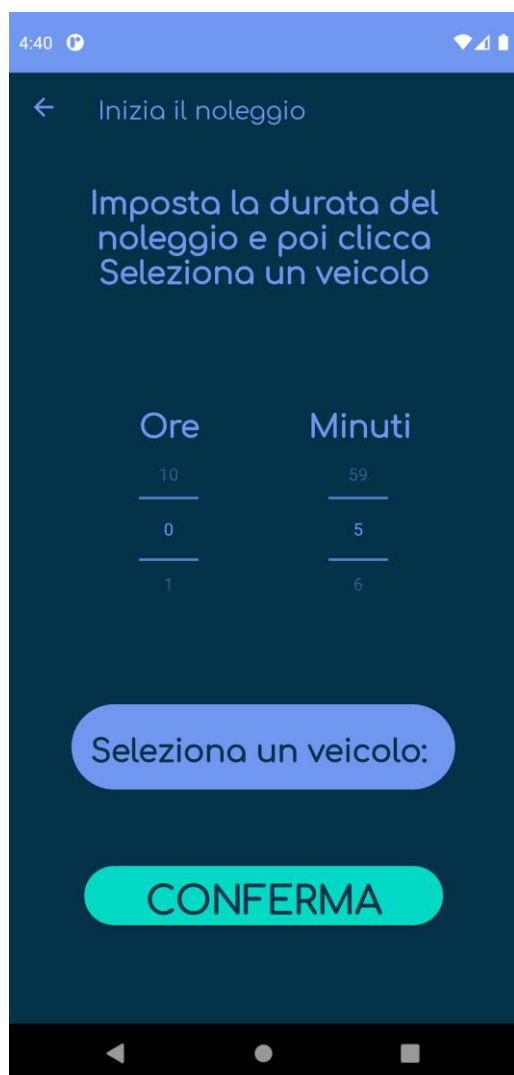 4:40
Inizia il noleggio
Imposta la durata del
noleggio e poi clicca
Seleziona un veicolo
Ore Minuti
10 59
0 5
1 6
Seleziona un veicolo:
CONFERMA